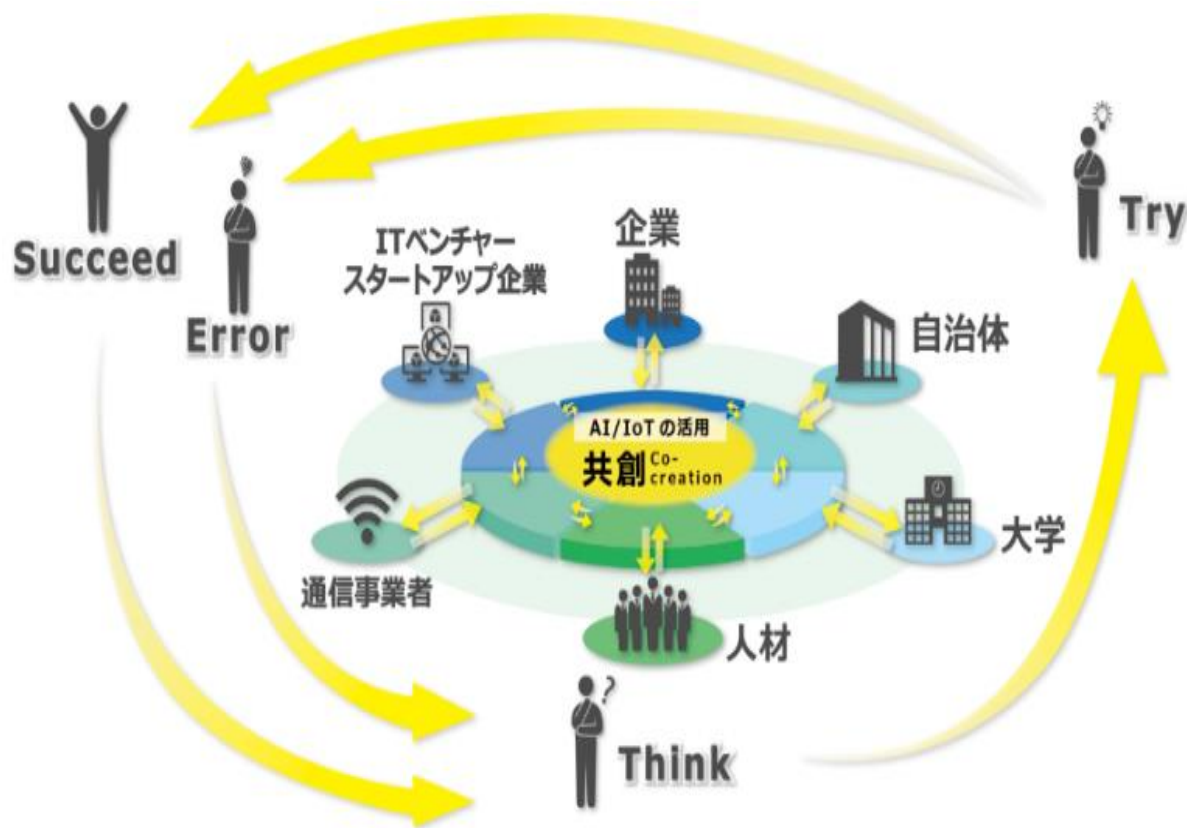 Succeed
Error
Try
ITベンチャー
スタートアップ企業
企業
自治体
AI/IoT の活用
共創 Co-
creation
通信事業者
大学
人材
?
Think